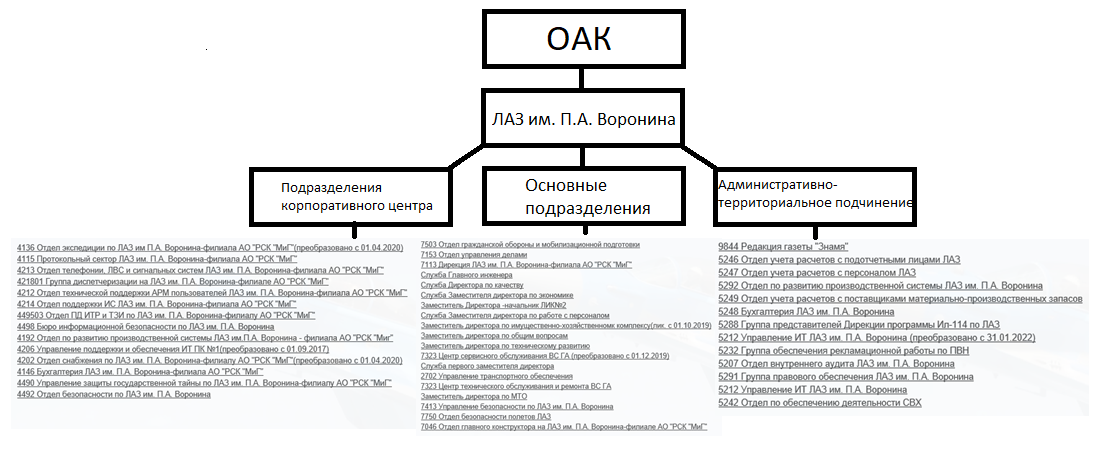 ОАК
ЛАЗ им. П.А. Воронина
Подразделения
корпоративного центра
Основные
подразделения
Административно-
территориальное подчинение
4136 Отдел экспедиции по ЛАЗ им П.А. Воронина-филиала АО "РСК "МиГ"(преобразовано с 01.04.2020)
4115 Протокольный сектор ЛАЗ им. П.А. Воронина-филиала АО "РСК "МиГ"
4213 Отдел телефонии, ЛВС и сигнальных систем ЛАЗ им. П.А. Воронина-филиала АО "РСК "МиГ"
421801 Группа диспетчеризации на ЛАЗ им. П.А. Воронина-филиала АО "РСК "МиГ"
4212 Отдел технической поддержки АРМ пользователей ЛАЗ им. П.А. Воронина-филиала АО "РСК "МиГ"
4214 Отдел поддержки ИС ЛАЗ им. П.А. Воронина-филиала АО "РСК "МиГ"
449503 Отдел ПД ИТР и ТЗИ по ЛАЗ им. П.А. Воронина-филиалу АО "РСК "МиГ"
4498 Бюро информационной безопасности по ЛАЗ им. П.А. Воронина
4192 Отдел по развитию производственной системы ЛАЗ им.П.А. Воронина - филиала АО "РСК "Миг"
4206 Управление поддержки и обеспечения ИТ ПК №1(преобразовано с 01.09.2017)
4202 Отдел снабжения по ЛАЗ им. П.А. Воронина-филиалу АО "РСК "МиГ"(преобразовано с 01.04.2020)
4146 Бухгалтерия ЛАЗ им. П.А. Воронина-филиала АО "РСК "МиГ"
4490 Управление защиты государственной тайны по ЛАЗ им. П.А. Воронина-филиалу АО "РСК "МиГ"
4492 Отдел безопасности по ЛАЗ им. П.А. Воронина
7503 Отдел гражданской обороны и мобилизационной подготовки
7153 Отдел управления делами
7113 Дирекция ЛАЗ им. П.А. Воронина-филиала АО "РСК "МиГ"
Служба Главного инженера
Служба Директора по качеству
Служба Заместителя директора по экономике
Заместитель Директора -начальник ЛИК№2
Служба Заместителя директора по работе с персоналом
Заместитель директора по имущественно-хозяйственномк комплексу(лик. с 01.10.2019)
Заместитель директора по общим вопросам
Заместитель директора по техническому развитию
7323 Центр сервисного обслуживания ВС ГА (преобразовано с 01.12.2019)
Служба первого заместителя директора
2702 Управление транспортного обеспечения
7323 Центр технического обслуживания и ремонта ВС ГА
Заместитель директора по МТО
7413 Управление безопасности по ЛАЗ им. П.А. Воронина
7750 Отдел безопасности полетов ЛАЗ
7046 Отдел главного конструктора на ЛАЗ им. П.А. Воронина-филиале АО "РСК "МиГ"
9844 Редакция газеты "Знамя"
5246 Отдел учета расчетов с подотчетными лицами ЛАЗ
5247 Отдел учета расчетов с персоналом ЛАЗ
5292 Отдел по развитию производственной системы ЛАЗ им. П.А. Воронина
5249 Отдел учета расчетов с поставщиками материально-производственных запасов
5248 Бухгалтерия ЛАЗ им. П.А. Воронина
5288 Группа представителей Дирекции программы Ил-114 по ЛАЗ
5212 Управление ИТ ЛАЗ им. П.А. Воронина (преобразовано с 31.01.2022)
5232 Группа обеспечения рекламационной работы по ПВН
5207 Отдел внутреннего аудита ЛАЗ им. П.А. Воронина
5291 Группа правового обеспечения ЛАЗ им. П.А. Воронина
5212 Управление ИТ ЛАЗ им. П.А. Воронина
5242 Отдел по обеспечению деятельности СВХ